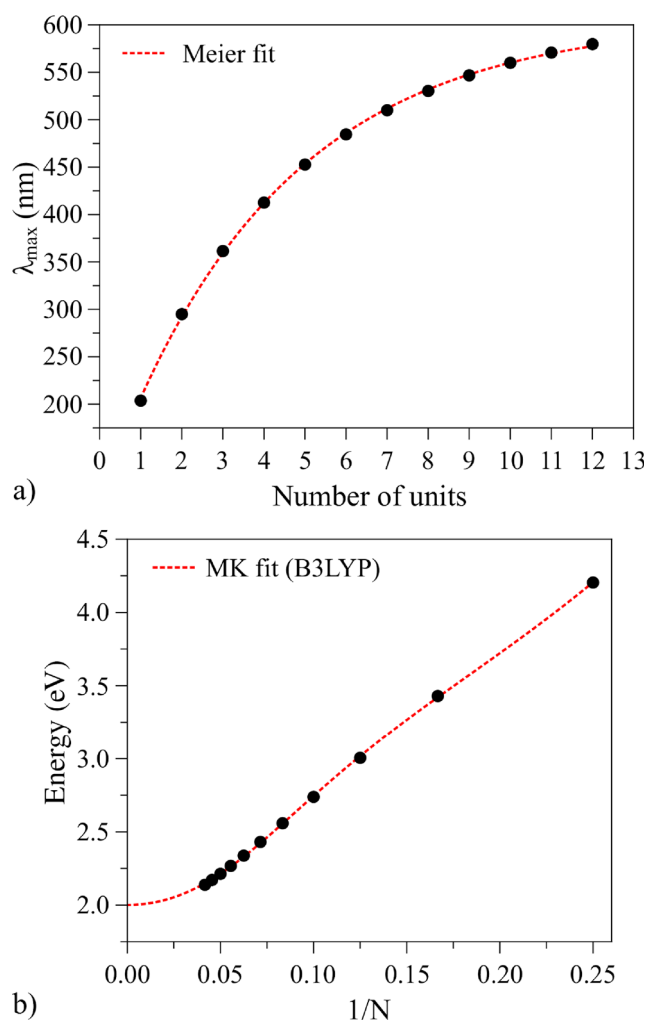 600
Meier fit
550
500
450
400
350
300
250
200
λmax (nm)
0 1 2 3 4 5 6 7 8 9 10 11 12 13
Number of units
a)
4.5
MK fit (B3LYP)
4.0
3.5
3.0
2.5
2.0
Energy (eV)
0.00 0.05 0.10 0.15 0.20 0.25
1/N
b)